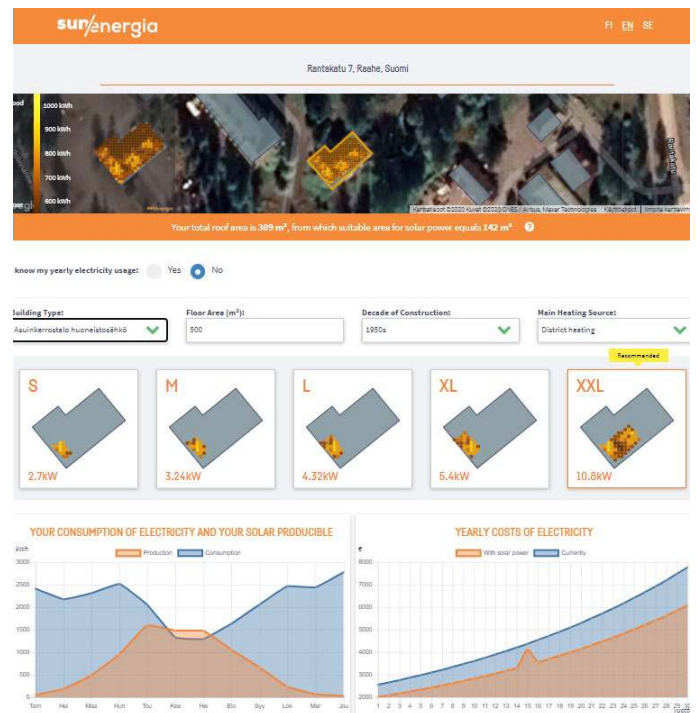 sun/energia
FI EN SE
Rantakatu 7, Raahe, Suomi
1000 kWh
900 kWh
800 kWh
700 kWh
600 kWh
Rantakatu
Your total roof area is 309 m², from which suitable area for solar power equals 142 m²
know my yearly electricity usage: Yes No
Building Type: Floor Area (m²): Decade of Construction: Main Heating Source:
Asuinkerrostalo huoneistosähkö 500 1950s District heating
Recommended
S M L XL XXL
2.7kW 3.24kW 4.32kW 5.4kW 10.8kW
YOUR CONSUMPTION OF ELECTRICITY AND YOUR SOLAR PRODUCIBLE
kWh Production Consumption
3000
2500
2000
1500
1000
500
0
Tam Hel Maa Huh Tou Kes Hei Elo Syy Lok Mar Jou
YEARLY COSTS OF ELECTRICITY
€ With solar power Currently
8000
7000
6000
5000
4000
3000
2000
1 2 3 4 5 6 7 8 9 10 11 12 13 14 15 16 17 18 19 20 21 22 23 24 25 26 27 28 29 30